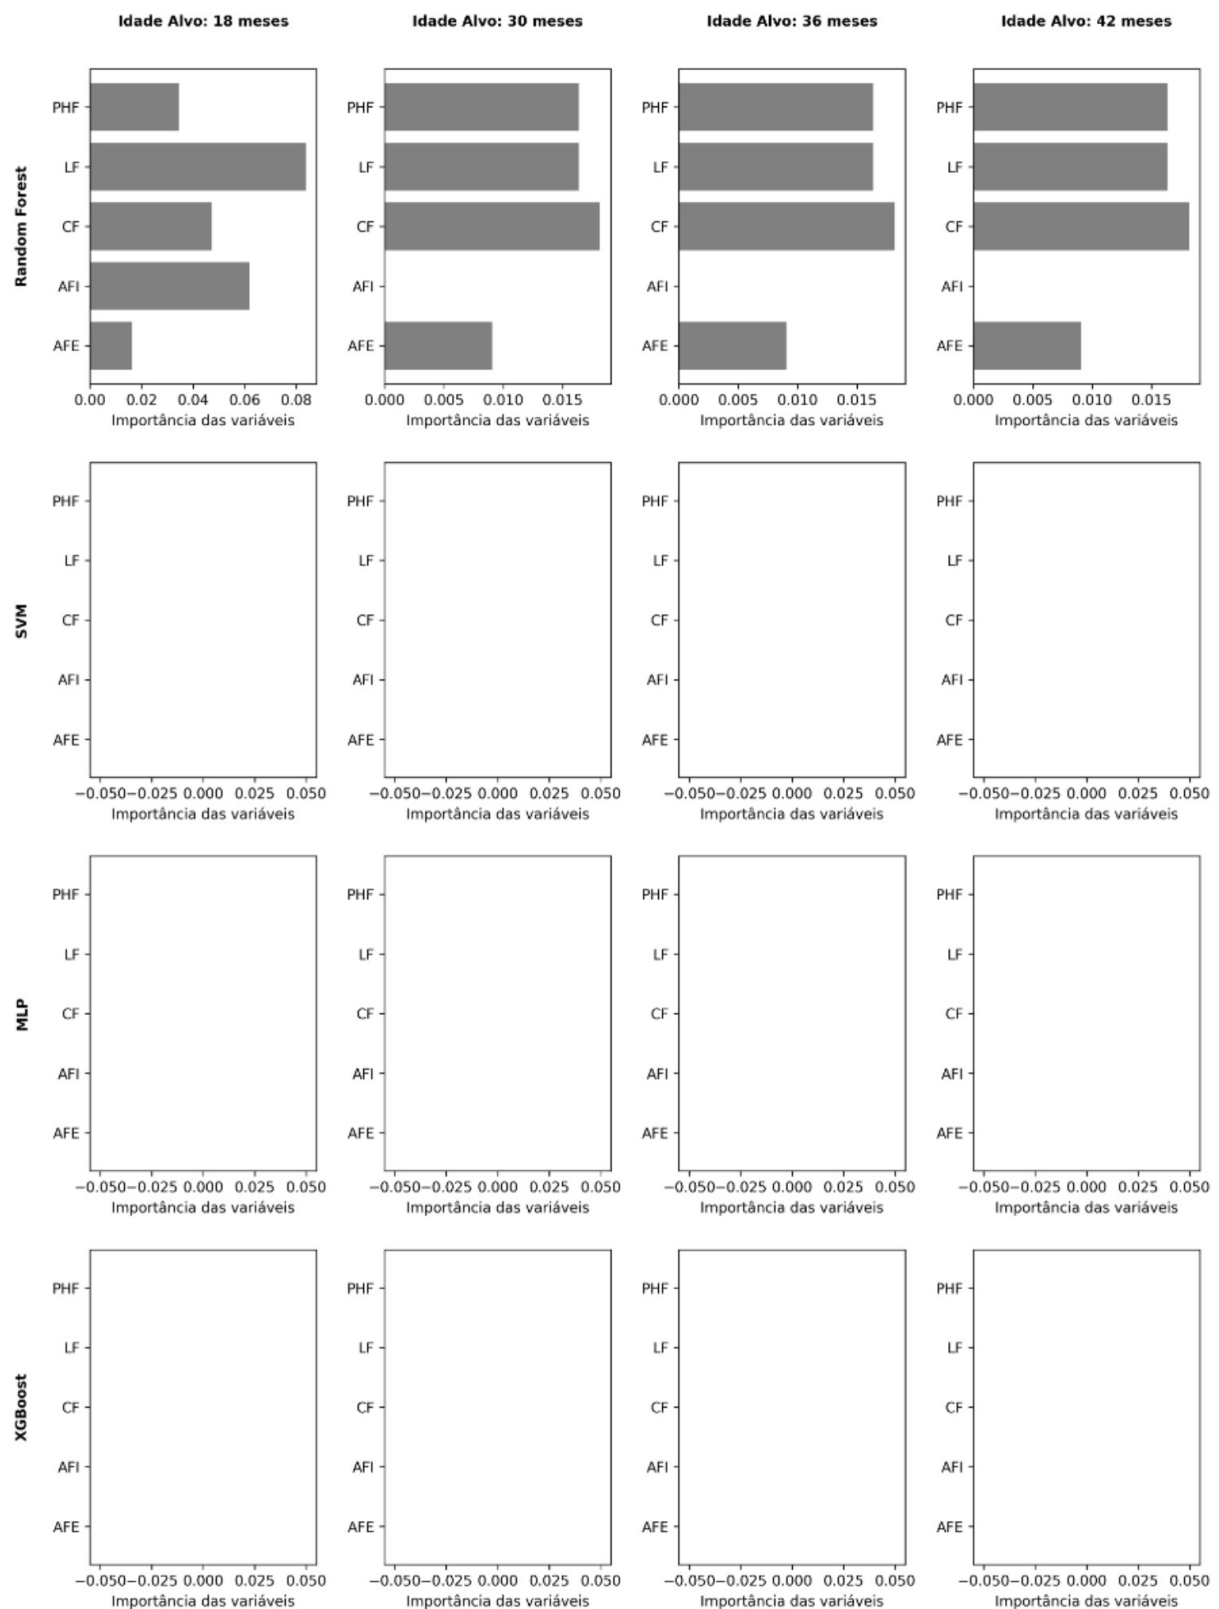 Idade Alvo: 18 meses
Idade Alvo: 30 meses
Idade Alvo: 36 meses
Idade Alvo: 42 meses
Random Forest
PHF
LF
CF
AFI
AFE
0.00 0.02 0.04 0.06 0.08
Importância das variáveis
PHF
LF
CF
AFI
AFE
0.000 0.005 0.010 0.015
Importância das variáveis
PHF
LF
CF
AFI
AFE
0.000 0.005 0.010 0.015
Importância das variáveis
PHF
LF
CF
AFI
AFE
0.000 0.005 0.010 0.015
Importância das variáveis
SVM
PHF
LF
CF
AFI
AFE
−0.050−0.025 0.000 0.025 0.050
Importância das variáveis
PHF
LF
CF
AFI
AFE
−0.050−0.025 0.000 0.025 0.050
Importância das variáveis
PHF
LF
CF
AFI
AFE
−0.050−0.025 0.000 0.025 0.050
Importância das variáveis
PHF
LF
CF
AFI
AFE
−0.050−0.025 0.000 0.025 0.050
Importância das variáveis
MLP
PHF
LF
CF
AFI
AFE
−0.050−0.025 0.000 0.025 0.050
Importância das variáveis
PHF
LF
CF
AFI
AFE
−0.050−0.025 0.000 0.025 0.050
Importância das variáveis
PHF
LF
CF
AFI
AFE
−0.050−0.025 0.000 0.025 0.050
Importância das variáveis
PHF
LF
CF
AFI
AFE
−0.050−0.025 0.000 0.025 0.050
Importância das variáveis
XGBoost
PHF
LF
CF
AFI
AFE
−0.050−0.025 0.000 0.025 0.050
Importância das variáveis
PHF
LF
CF
AFI
AFE
−0.050−0.025 0.000 0.025 0.050
Importância das variáveis
PHF
LF
CF
AFI
AFE
−0.050−0.025 0.000 0.025 0.050
Importância das variáveis
PHF
LF
CF
AFI
AFE
−0.050−0.025 0.000 0.025 0.050
Importância das variáveis